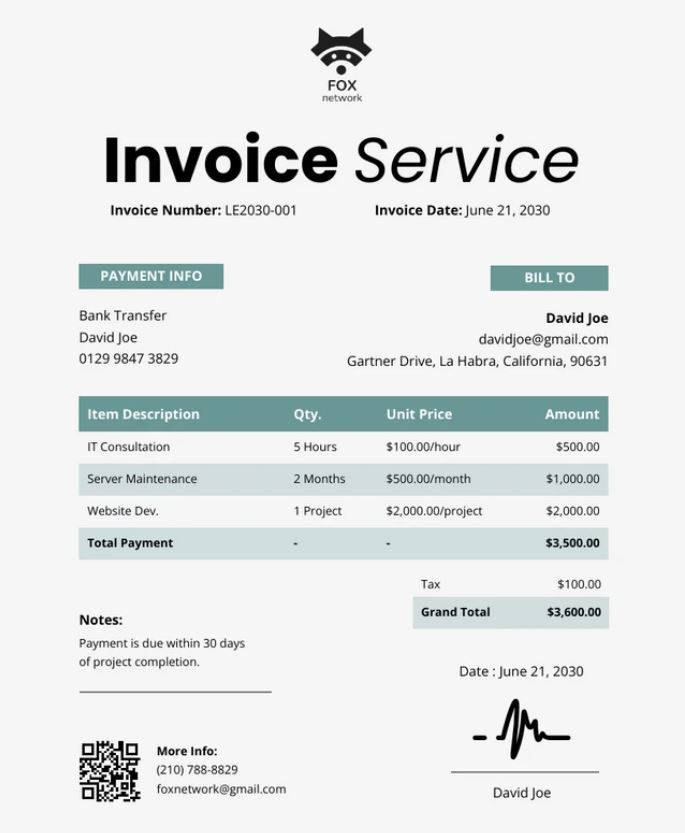 FOX
network
Invoice Service
Invoice Number: LE2030-001 Invoice Date: June 21, 2030
PAYMENT INFO
Bank Transfer
David Joe
0129 9847 3829
BILL TO
David Joe
davidjoe@gmail.com
Gartner Drive, La Habra, California, 90631
Item Description Qty. Unit Price Amount
IT Consultation 5 Hours $100.00/hour $500.00
Server Maintenance 2 Months $500.00/month $1,000.00
Website Dev. 1 Project $2,000.00/project $2,000.00
Total Payment - - $3,500.00
Tax $100.00
Grand Total $3,600.00
Notes:
Payment is due within 30 days
of project completion.
Date : June 21, 2030
David Joe
More Info:
(210) 788-8829
foxnetwork@gmail.com